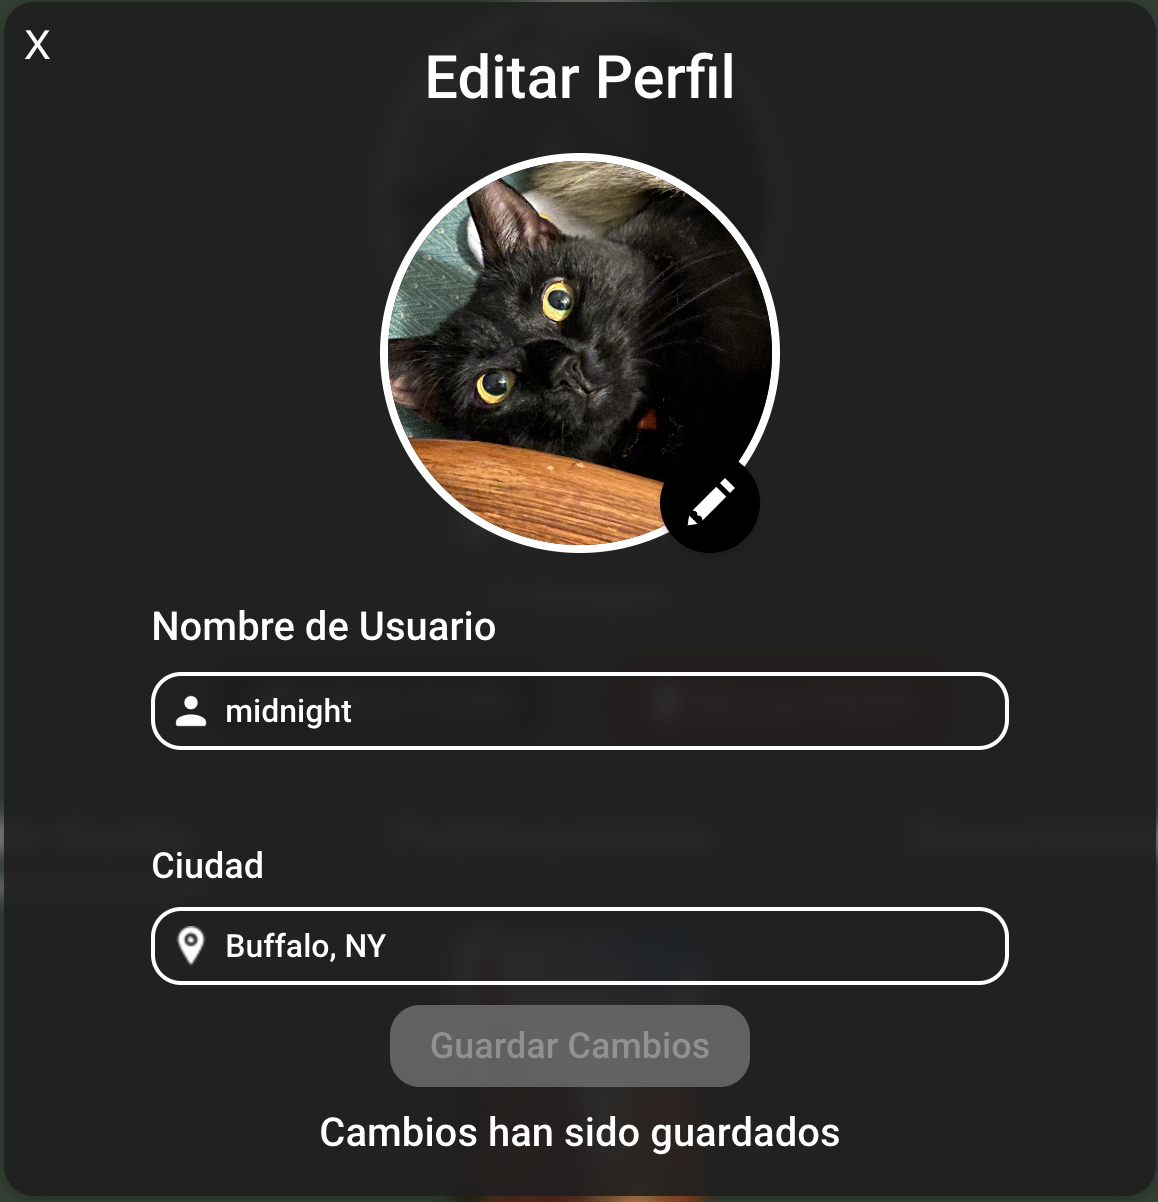 X
Editar Perfil
Nombre de Usuario
midnight
Ciudad
Buffalo, NY
Guardar Cambios
Cambios han sido guardados